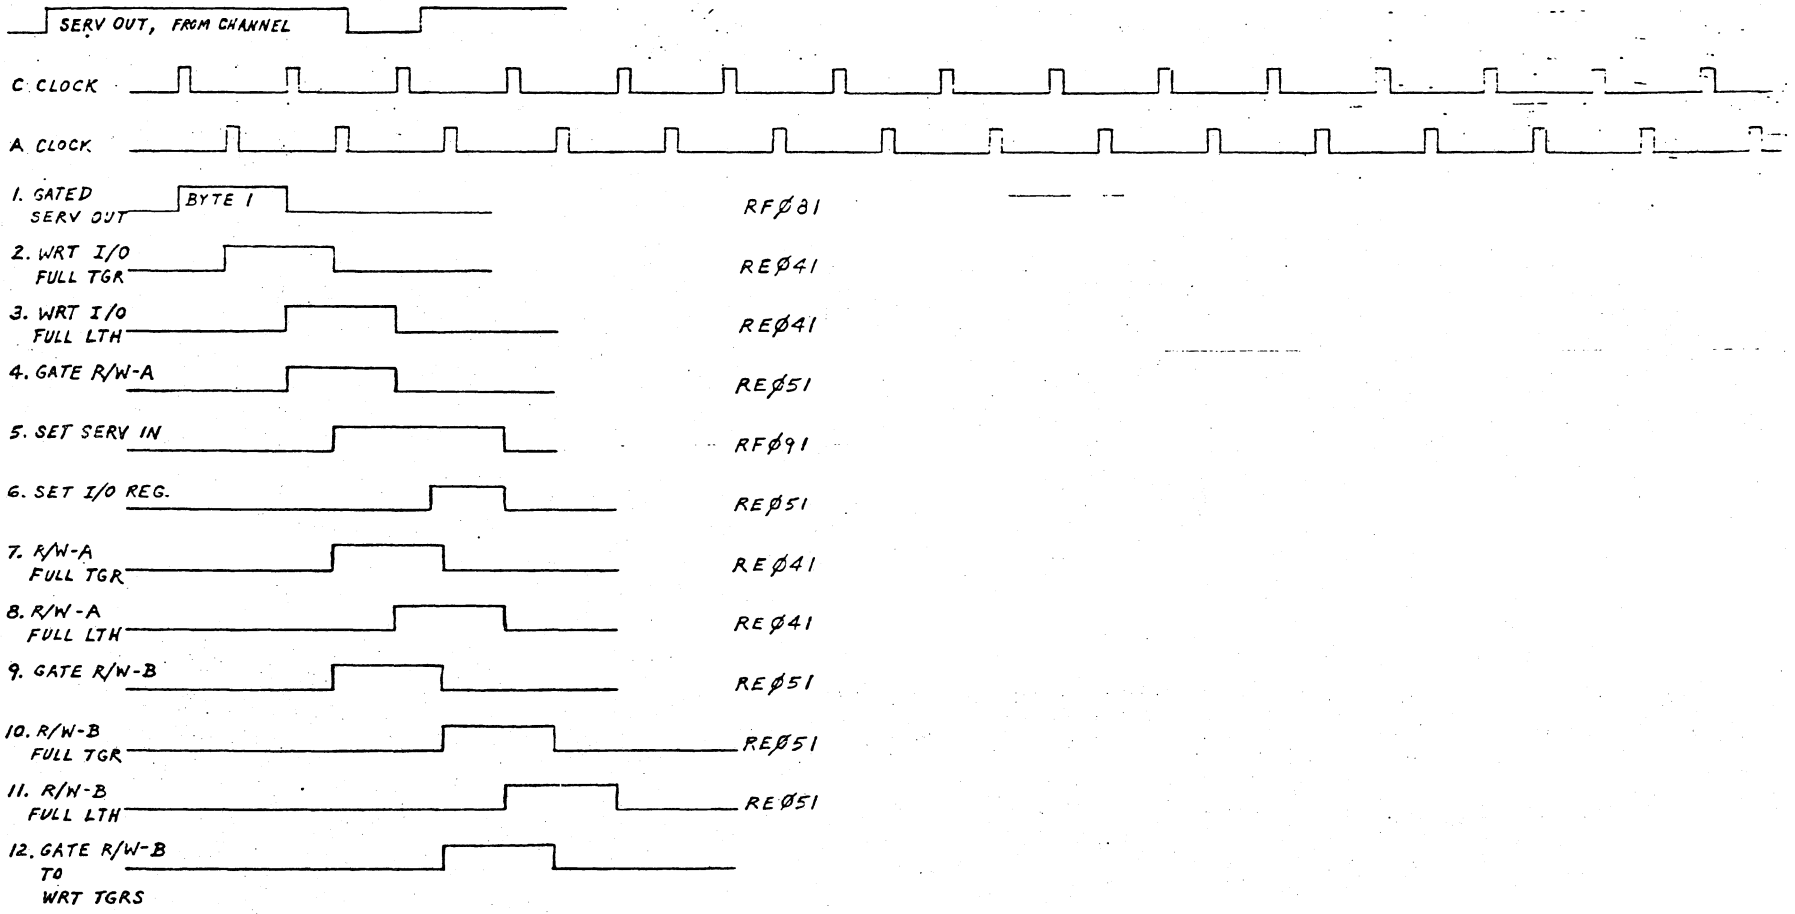 SERV OUT, FROM CHANNEL
C CLOCK
A CLOCK
1. GATED
SERV OUT
BYTE 1
RFØ81
2. WRT I/O
FULL TGR
REØ41
3. WRT I/O
FULL LTH
REØ41
4. GATE R/W-A
REØ51
5. SET SERV IN
RFØ91
6. SET I/O REG.
REØ51
7. R/W-A
FULL TGR
REØ41
8. R/W-A
FULL LTH
REØ41
9. GATE R/W-B
REØ51
10. R/W-B
FULL TGR
REØ51
11. R/W-B
FULL LTH
REØ51
12. GATE R/W-B
TO
WRT TGRS